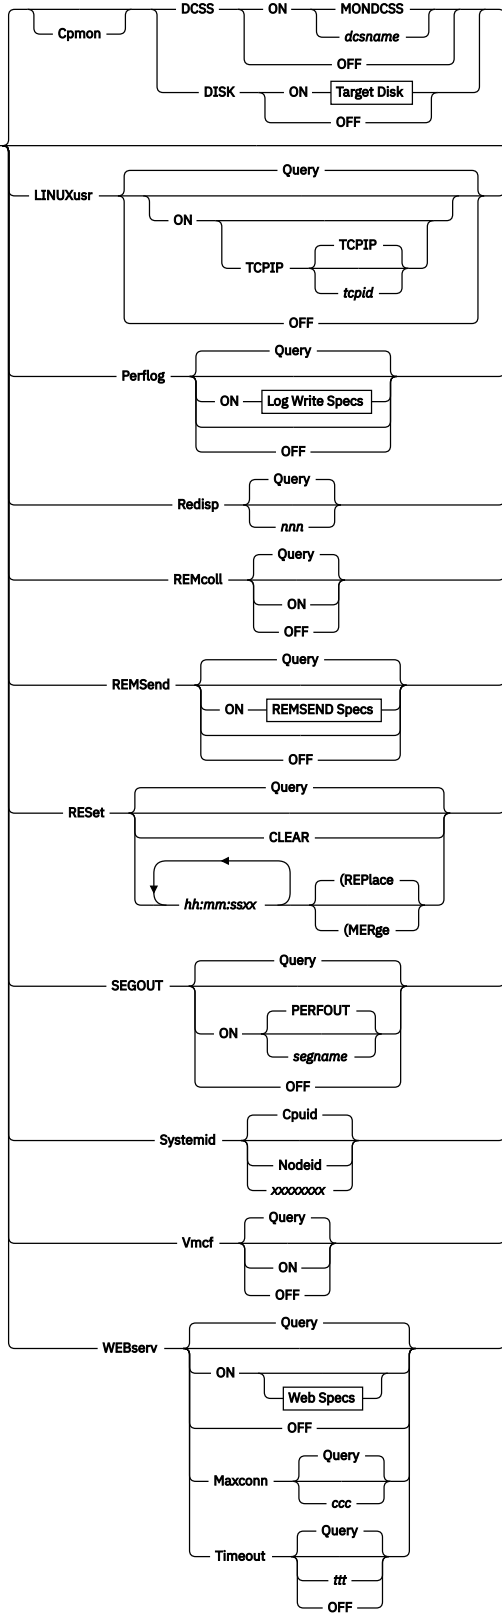 DCSS ON MONDCSS
Cpmon dcsname
OFF
DISK ON Target Disk
OFF
Query
LINUXusr
ON
TCPIP
TCPIP
tcpid
OFF
Query
Perflog
ON Log Write Specs
OFF
Query
Redisp
nnn
Query
REMcoll
ON
OFF
Query
REMSend
ON REMSEND Specs
OFF
Query
RESet
CLEAR
(REPlace
hh:mm:ssxx
(MERge
Query
SEGOUT
PERFOUT
ON
segname
OFF
Cpuid
Systemid
Nodeid
xxxxxxxx
Query
Vmcf
ON
OFF
Query
WEBserv
ON
Web Specs
OFF
Query
Maxconn
ccc
Query
Timeout
ttt
OFF